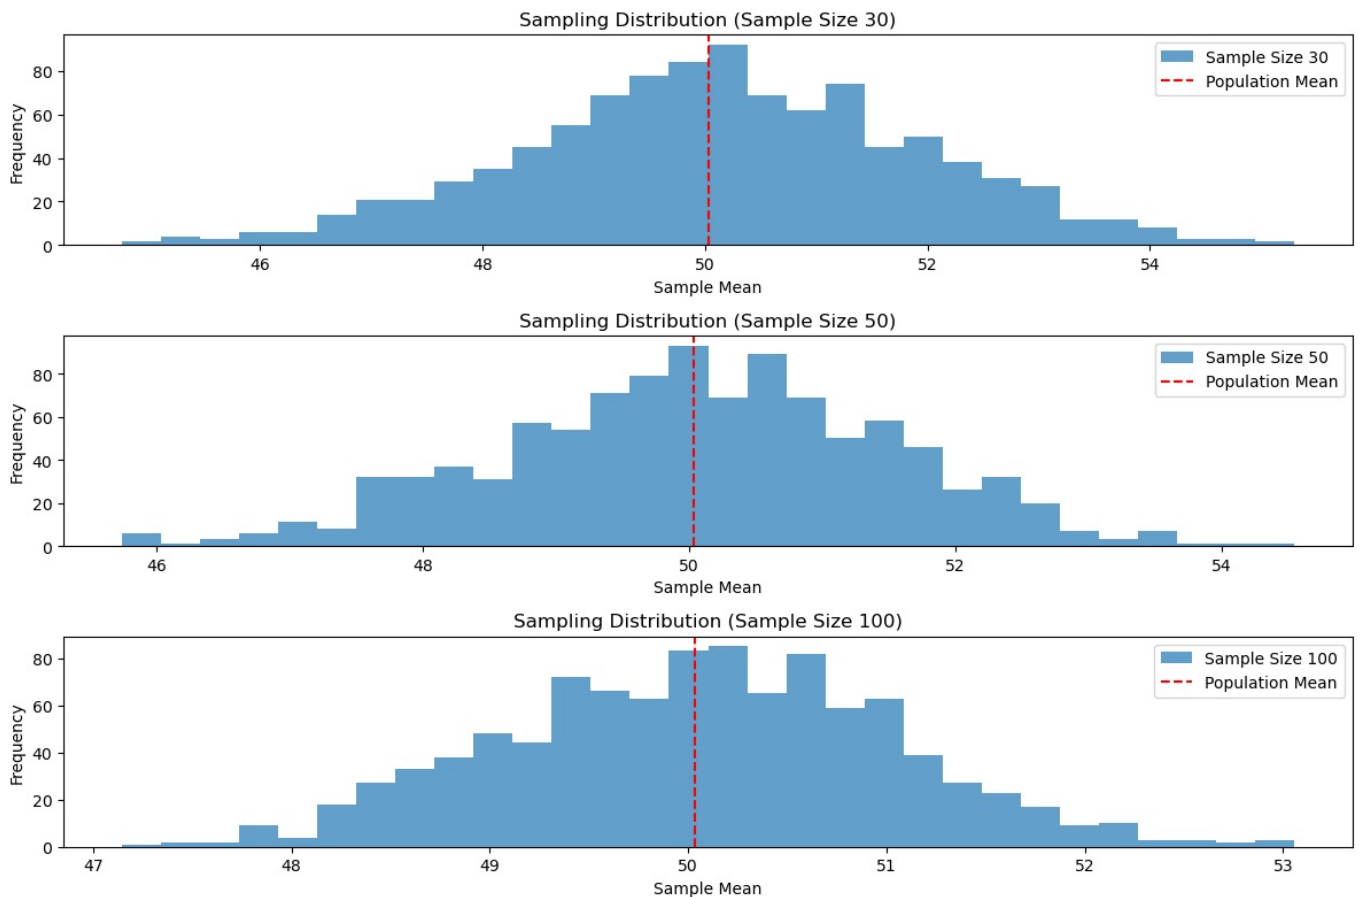 Sampling Distribution (Sample Size 30)
Sample Size 30
Population Mean
Frequency
80
60
40
20
0
46
48
50
52
54
Sample Mean
Sampling Distribution (Sample Size 50)
Sample Size 50
Population Mean
Frequency
80
60
40
20
0
46
48
50
52
54
Sample Mean
Sampling Distribution (Sample Size 100)
Sample Size 100
Population Mean
Frequency
80
60
40
20
0
47
48
49
50
51
52
53
Sample Mean